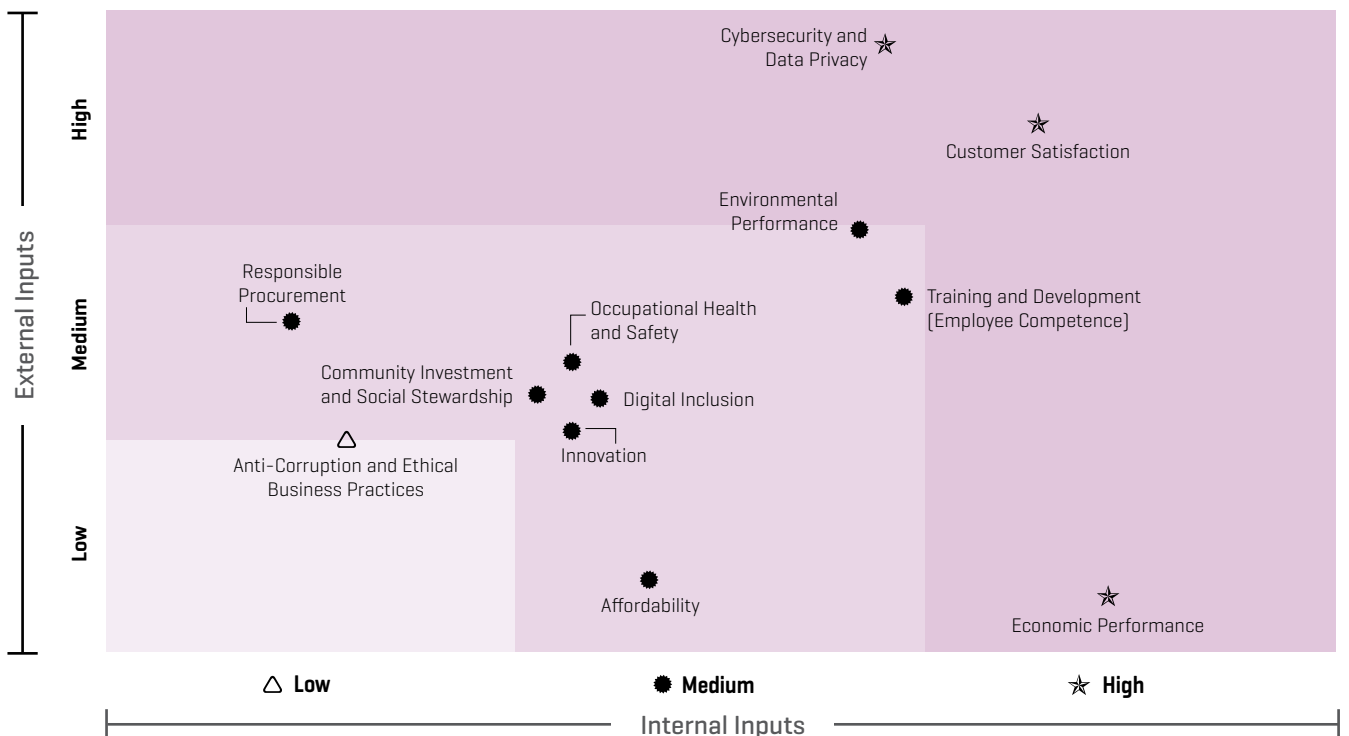 Cybersecurity and
Data Privacy
High
Customer Satisfaction
Environmental
Performance
Responsible
Procurement
Training and Development
(Employee Competence)
Occupational Health
and Safety
External Inputs
Medium
Community Investment
and Social Stewardship
Digital Inclusion
Innovation
Anti-Corruption and Ethical
Business Practices
Low
Affordability
Economic Performance
Low
Medium
High
Internal Inputs